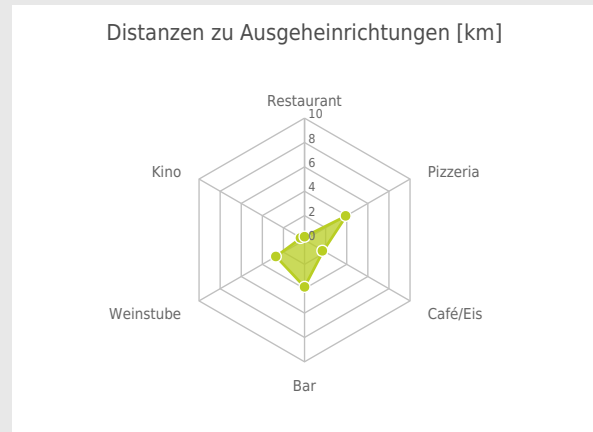 Distanzen zu Ausgeheinrichtungen [km]
Restaurant
10
8
6
4
2
0
Kino
Pizzeria
Weinstube
Café/Eis
Bar